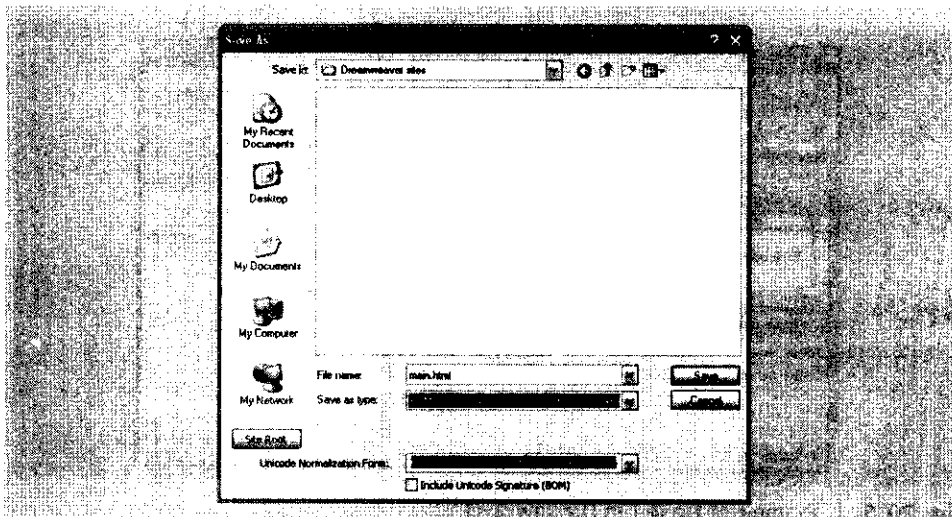 Save As
Save in: Dreamweaver sites
My Recent
Documents
Desktop
My Documents
My Computer
My Network
File name: main.html
Save
Save as type:
Cancel
Site Root
Unicode Normalization Form:
Include Unicode Signature (BOM)